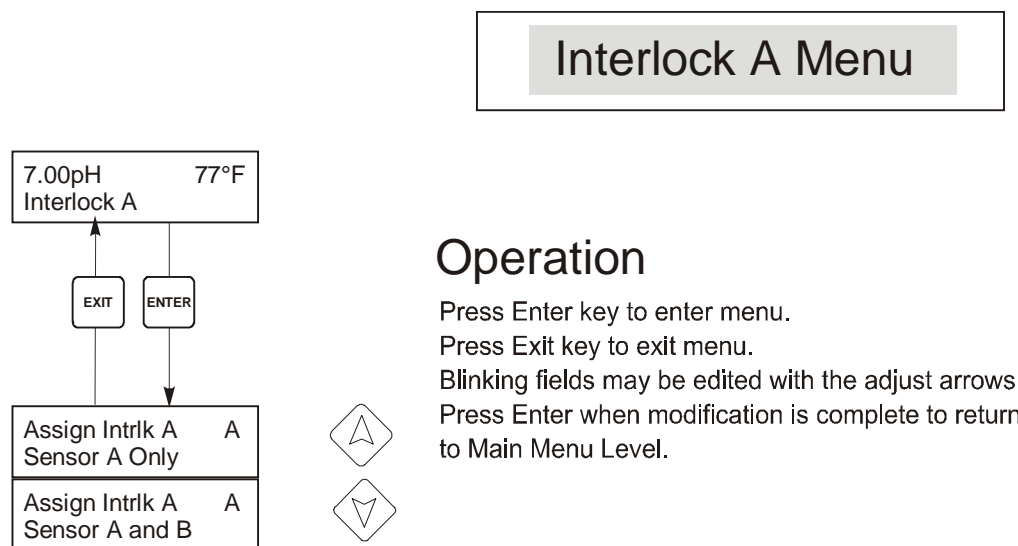 Interlock A Menu
7.00pH 77°F
Interlock A
EXIT ENTER
Operation
Press Enter key to enter menu.
Press Exit key to exit menu.
Blinking fields may be edited with the adjust arrows
Press Enter when modification is complete to return
to Main Menu Level.
Assign Intrlk A A
Sensor A Only
Assign Intrlk A A
Sensor A and B